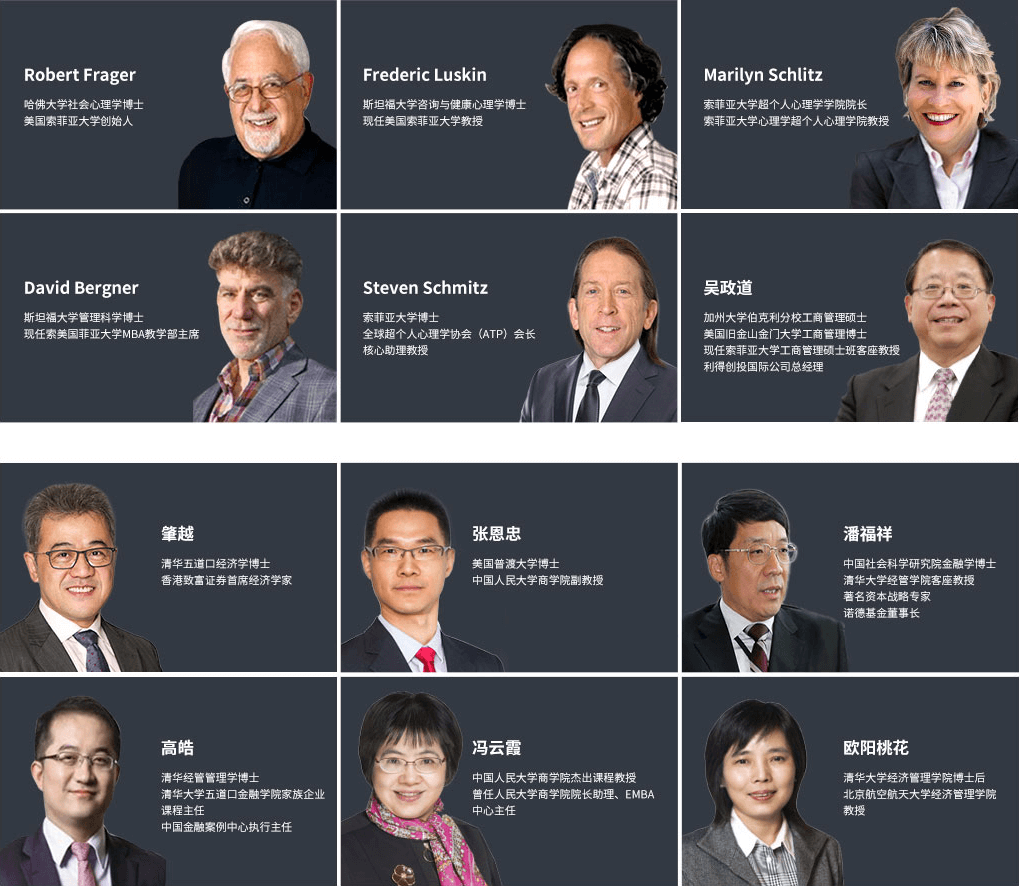 Robert Frager
哈佛大学社会心理学博士
美国索菲亚大学创始人
Frederic Luskin
斯坦福大学咨询与健康心理学博士
现任美国索菲亚大学教授
Marilyn Schlitz
索菲亚大学超个人心理学学院院长
索菲亚大学心理学超个人心理学院教授
David Bergner
斯坦福大学管理科学博士
现任索美国菲亚大学MBA教学部主席
Steven Schmitz
索菲亚大学博士
全球超个人心理学协会（ATP）会长
核心助理教授
吴政道
加州大学伯克利分校工商管理硕士
美国旧金山金门大学工商管理博士
现任索菲亚大学工商管理硕士班客座教授
利得创投国际公司总经理
肇越
清华五道口经济学博士
香港致富证券首席经济学家
张恩忠
美国普渡大学博士
中国人民大学商学院副教授
潘福祥
中国社会科学研究院金融学博士
清华大学经管学院客座教授
著名资本战略专家
诺德基金董事长
高皓
清华经管管理学博士
清华大学五道口金融学院家族企业
课程主任
中国金融案例中心执行主任
冯云霞
中国人民大学商学院杰出课程教授
曾任人民大学商学院院长助理、EMBA
中心主任
欧阳桃花
清华大学经济管理学院博士后
北京航空航天大学经济管理学院
教授